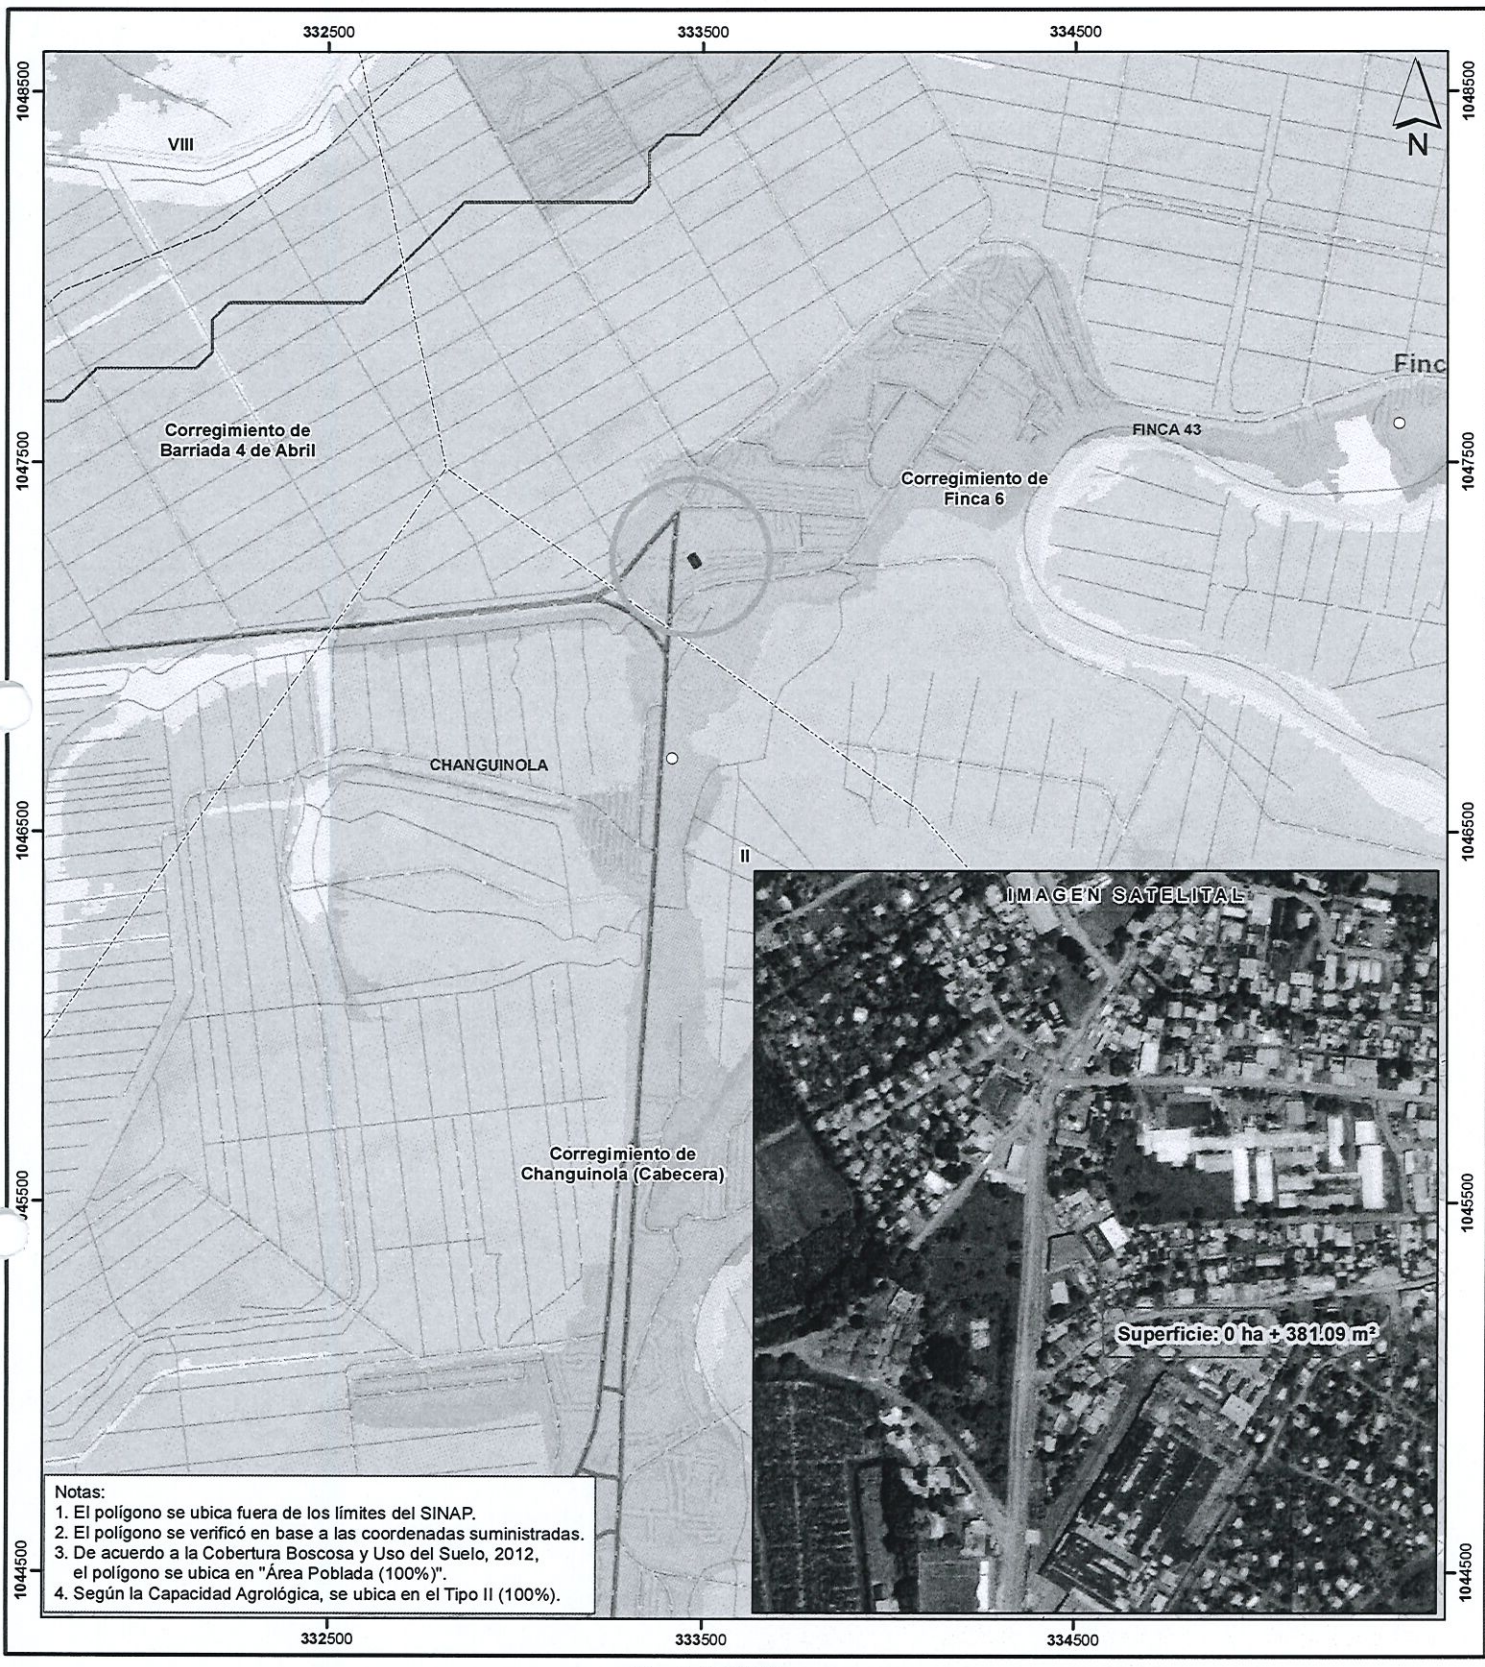 332500
333500
334500
1048500
1048500
N
VIII
Finc
Corregimiento de
Barriada 4 de Abril
FINCA 43
1047500
1047500
Corregimiento de
Finca 6
CHANGUINOLA
1046500
1046500
II
IMAGEN SATELITAL
Corregimiento de
Changuinola (Cabecera)
45500
1045500
Superficie: 0 ha + 381.09 m²
Notas:
1. El polígono se ubica fuera de los límites del SINAP.
2. El polígono se verificó en base a las coordenadas suministradas.
3. De acuerdo a la Cobertura Boscosa y Uso del Suelo, 2012,
el polígono se ubica en "Área Poblada (100%)".
4. Según la Capacidad Agrológica, se ubica en el Tipo II (100%).
1044500
1044500
332500
333500
334500